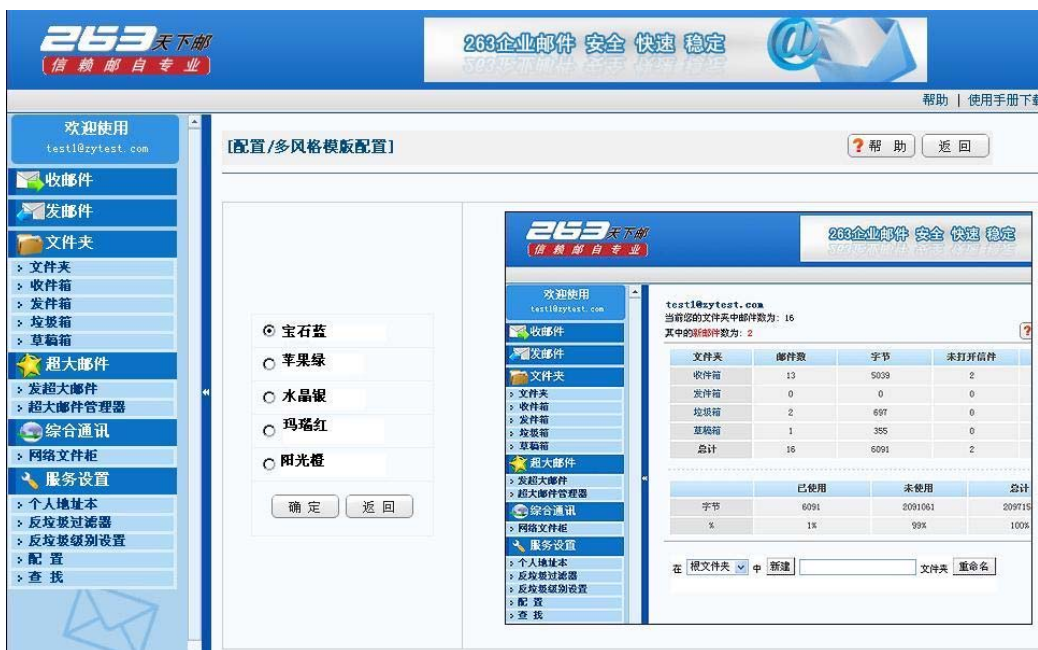 263天下邮
信赖邮自专业
263企业邮件 安全 快速 稳定
帮助 | 使用手册下载
欢迎使用
test1@zytest.com
收邮件
发邮件
文件夹
文件夹
收件箱
发件箱
垃圾箱
草稿箱
超大邮件
发超大邮件
超大邮件管理器
综合通讯
网络文件柜
服务设置
个人地址本
反垃圾过滤器
反垃圾级别设置
配 置
查 找
[配置/多风格模版配置]
? 帮 助 返 回
宝石蓝
苹果绿
水晶银
玛瑙红
阳光橙
确 定 返 回
263天下邮
信赖邮自专业
263企业邮件 安全 快速 稳定
欢迎使用
test1@zytest.com
收邮件
发邮件
文件夹
文件夹
收件箱
发件箱
垃圾箱
草稿箱
超大邮件
发超大邮件
超大邮件管理器
综合通讯
网络文件柜
服务设置
个人地址本
反垃圾过滤器
反垃圾级别设置
配 置
查 找
test1@zytest.com
当前您的文件夹中邮件数为: 16
其中的新邮件数为: 2
?
文件夹 邮件数 字节 未打开信件
收件箱 13 5039 2
发件箱 0 0 0
垃圾箱 2 697 0
草稿箱 1 355 0
总计 16 6091 2
已使用 未使用 总计
字节 6091 2091061 209715
% 1% 99% 100%
在 根文件夹 中 新建 文件夹 重命名